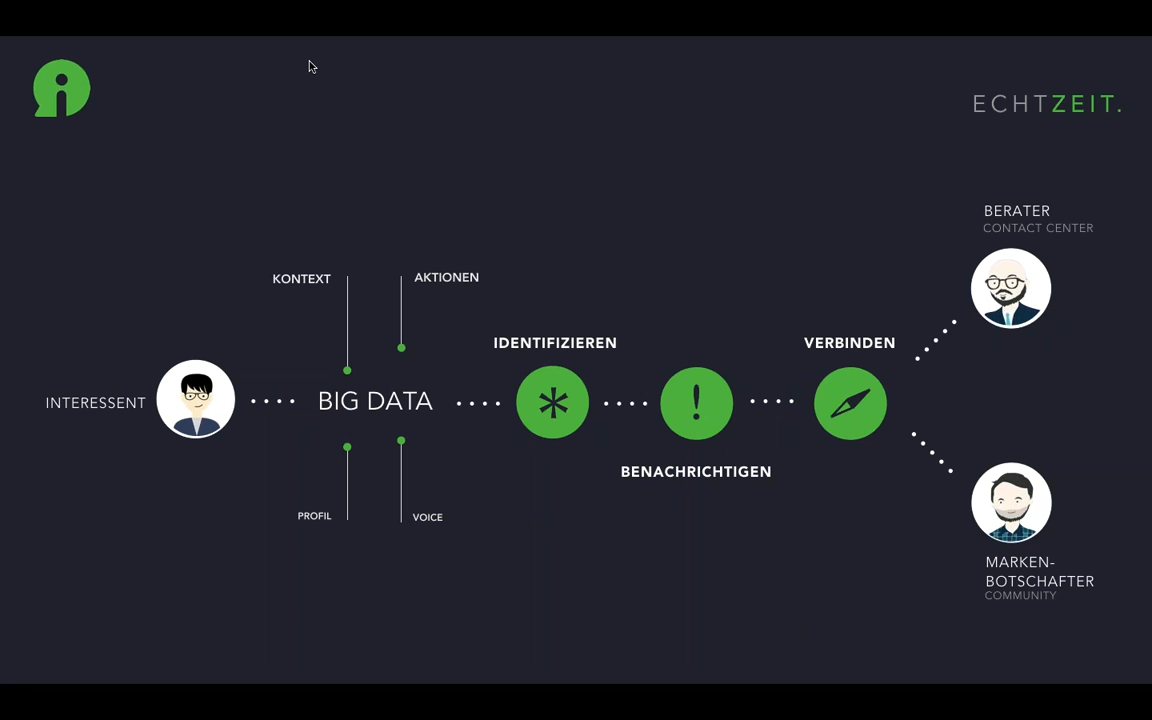 ECHTZEIT.
BERATER
CONTACT CENTER
KONTEXT
AKTIONEN
IDENTIFIZIEREN
VERBINDEN
INTERESSENT
BIG DATA
BENACHRICHTIGEN
PROFIL
VOICE
MARKEN-
BOTSCHAFTER
COMMUNITY